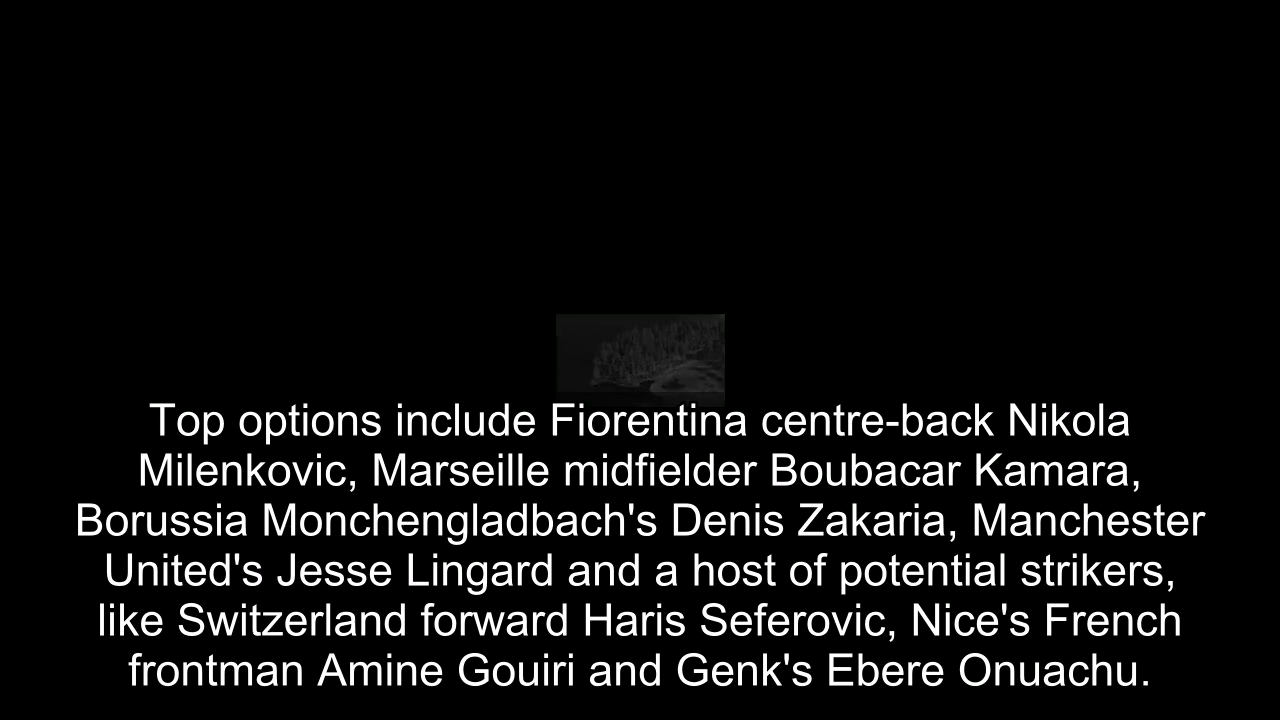 Top options include Fiorentina centre-back Nikola
Milenkovic, Marseille midfielder Boubacar Kamara,
Borussia Monchengladbach's Denis Zakaria, Manchester
United's Jesse Lingard and a host of potential strikers,
like Switzerland forward Haris Seferovic, Nice's French
frontman Amine Gouiri and Genk's Ebere Onuachu.